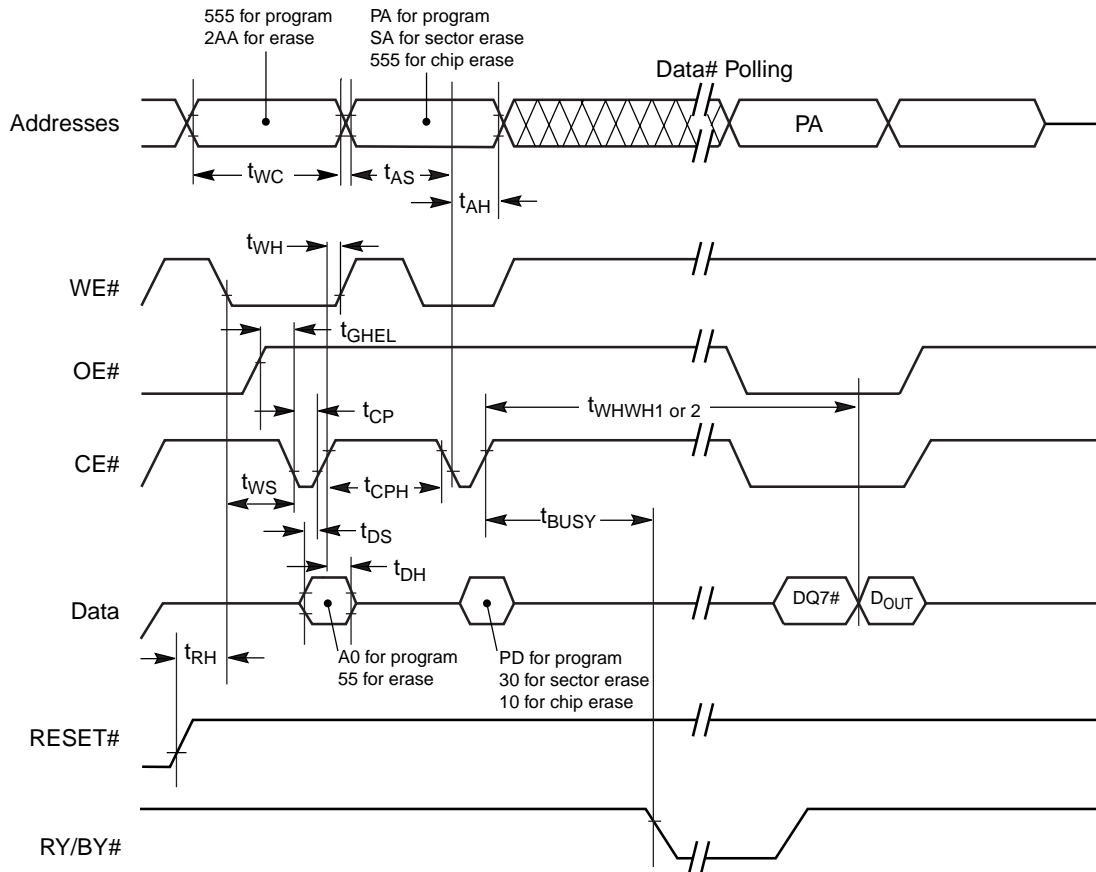 555 for program
2AA for erase
PA for program
SA for sector erase
555 for chip erase
Data# Polling
Addresses
PA
tWC
tAS
tAH
tWH
WE#
tGHEL
OE#
tWHWH1 or 2
tCP
CE#
tWS
tCPH
tBUSY
tDS
tDH
Data
DQ7#
DOUT
tRH
A0 for program
55 for erase
PD for program
30 for sector erase
10 for chip erase
RESET#
RY/BY#